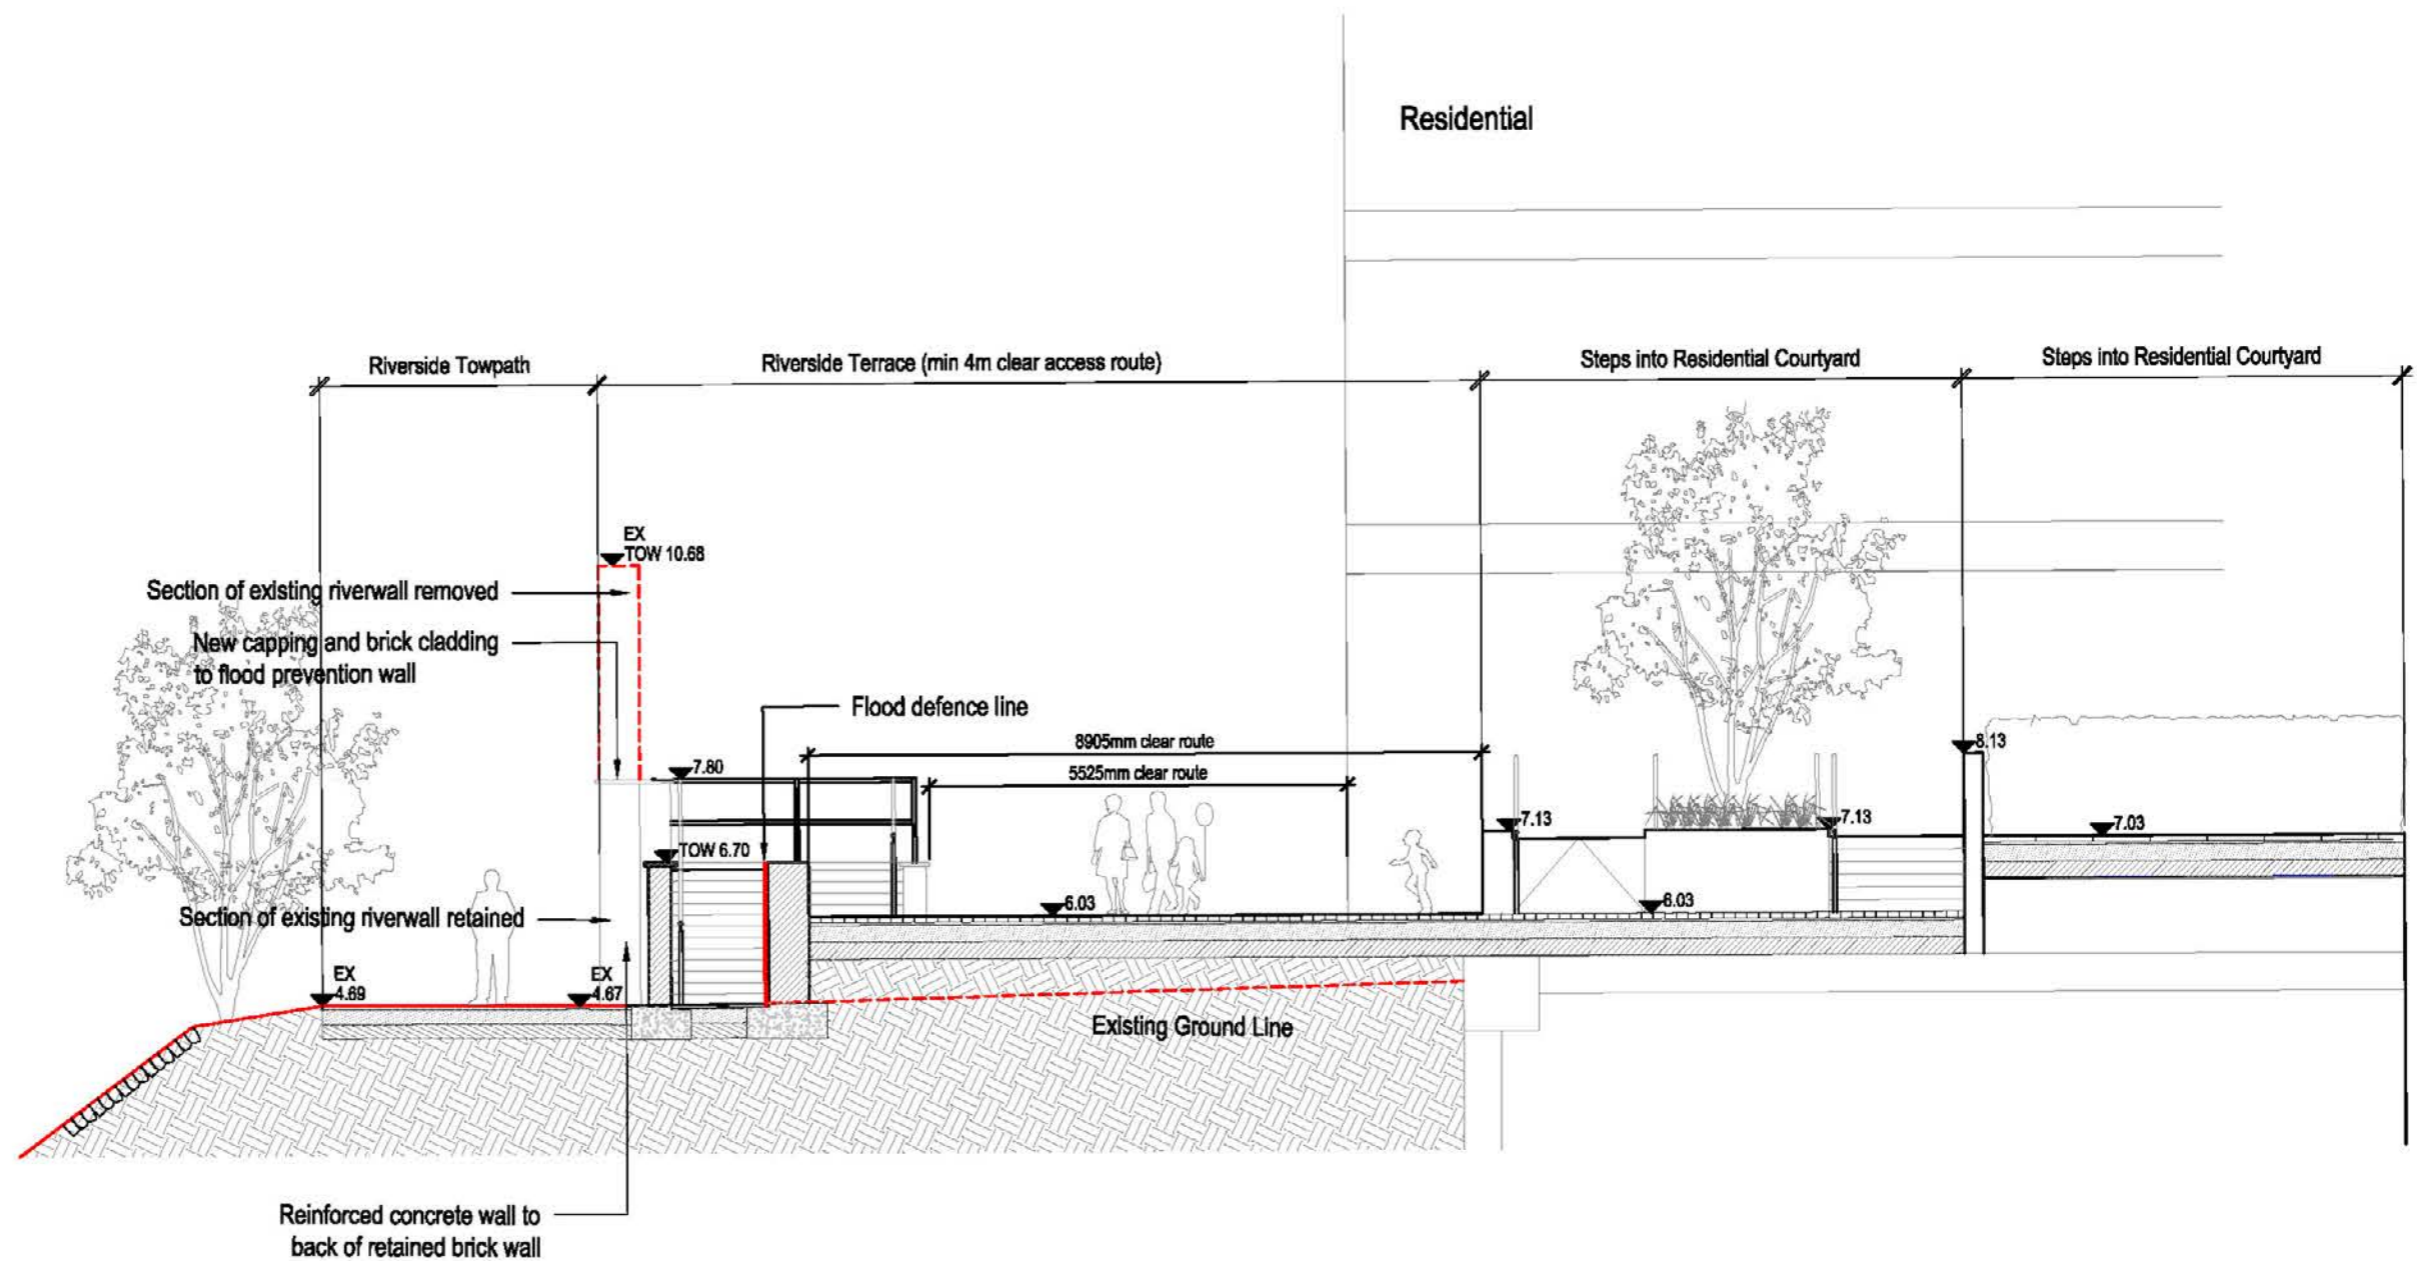 Residential
Riverside Towpath
Riverside Terrace (min 4m clear access route)
Steps into Residential Courtyard
Steps into Residential Courtyard
EX
TOW 10.68
Section of existing riverwall removed
New capping and brick cladding
to flood prevention wall
Flood defence line
8905mm clear route
8.13
7.80
5525mm clear route
7.13
7.13
7.03
TOW 6.70
6.03
6.03
Section of existing riverwall retained
EX
4.69
EX
4.67
Existing Ground Line
Reinforced concrete wall to
back of retained brick wall